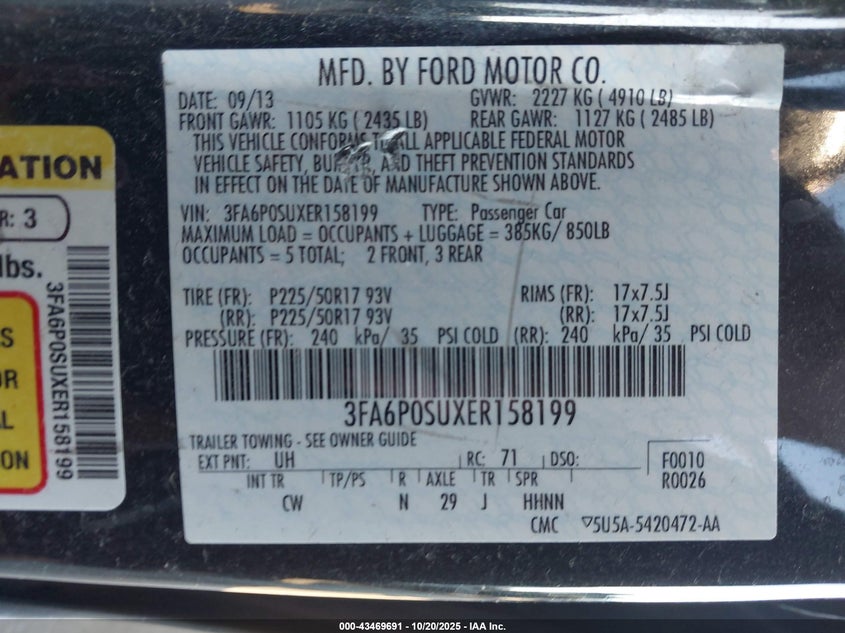 MFD. BY FORD MOTOR CO.
DATE: 09/13 GVWR: 2227 KG ( 4910 LB)
FRONT GAWR: 1105 KG ( 2435 LB) REAR GAWR: 1127 KG ( 2485 LB)
THIS VEHICLE CONFORMS TO ALL APPLICABLE FEDERAL MOTOR
VEHICLE SAFETY, AND THEFT PREVENTION STANDARDS
IN EFFECT ON THE DATE OF MANUFACTURE SHOWN ABOVE.
VIN: 3FA6P0SUXER158199 TYPE: Passenger Car
MAXIMUM LOAD = OCCUPANTS + LUGGAGE = 385KG/ 850LB
OCCUPANTS = 5 TOTAL; 2 FRONT, 3 REAR
TIRE (FR): P225/50R17 93V RIMS (FR): 17x7.5J
(RR): P225/50R17 93V (RR): 17x7.5J
PRESSURE (FR): 240 kPa/ 35 PSI COLD (RR): 240 kPa/ 35 PSI COLD
3FA6P0SUXER158199
TRAILER TOWING - SEE OWNER GUIDE
EXT PNT: UH RC: 71 DSO: F0010
R0026
INT TR TP/PS R AXLE TR SPR
CW N 29 J HHNN
CMC ▽5U5A-5420472-AA
ATION
R: 3
lbs.
3FA6P0SUXER158199
S
OR
AL
ION
000-43469691 - 10/20/2025 - IAA Inc.